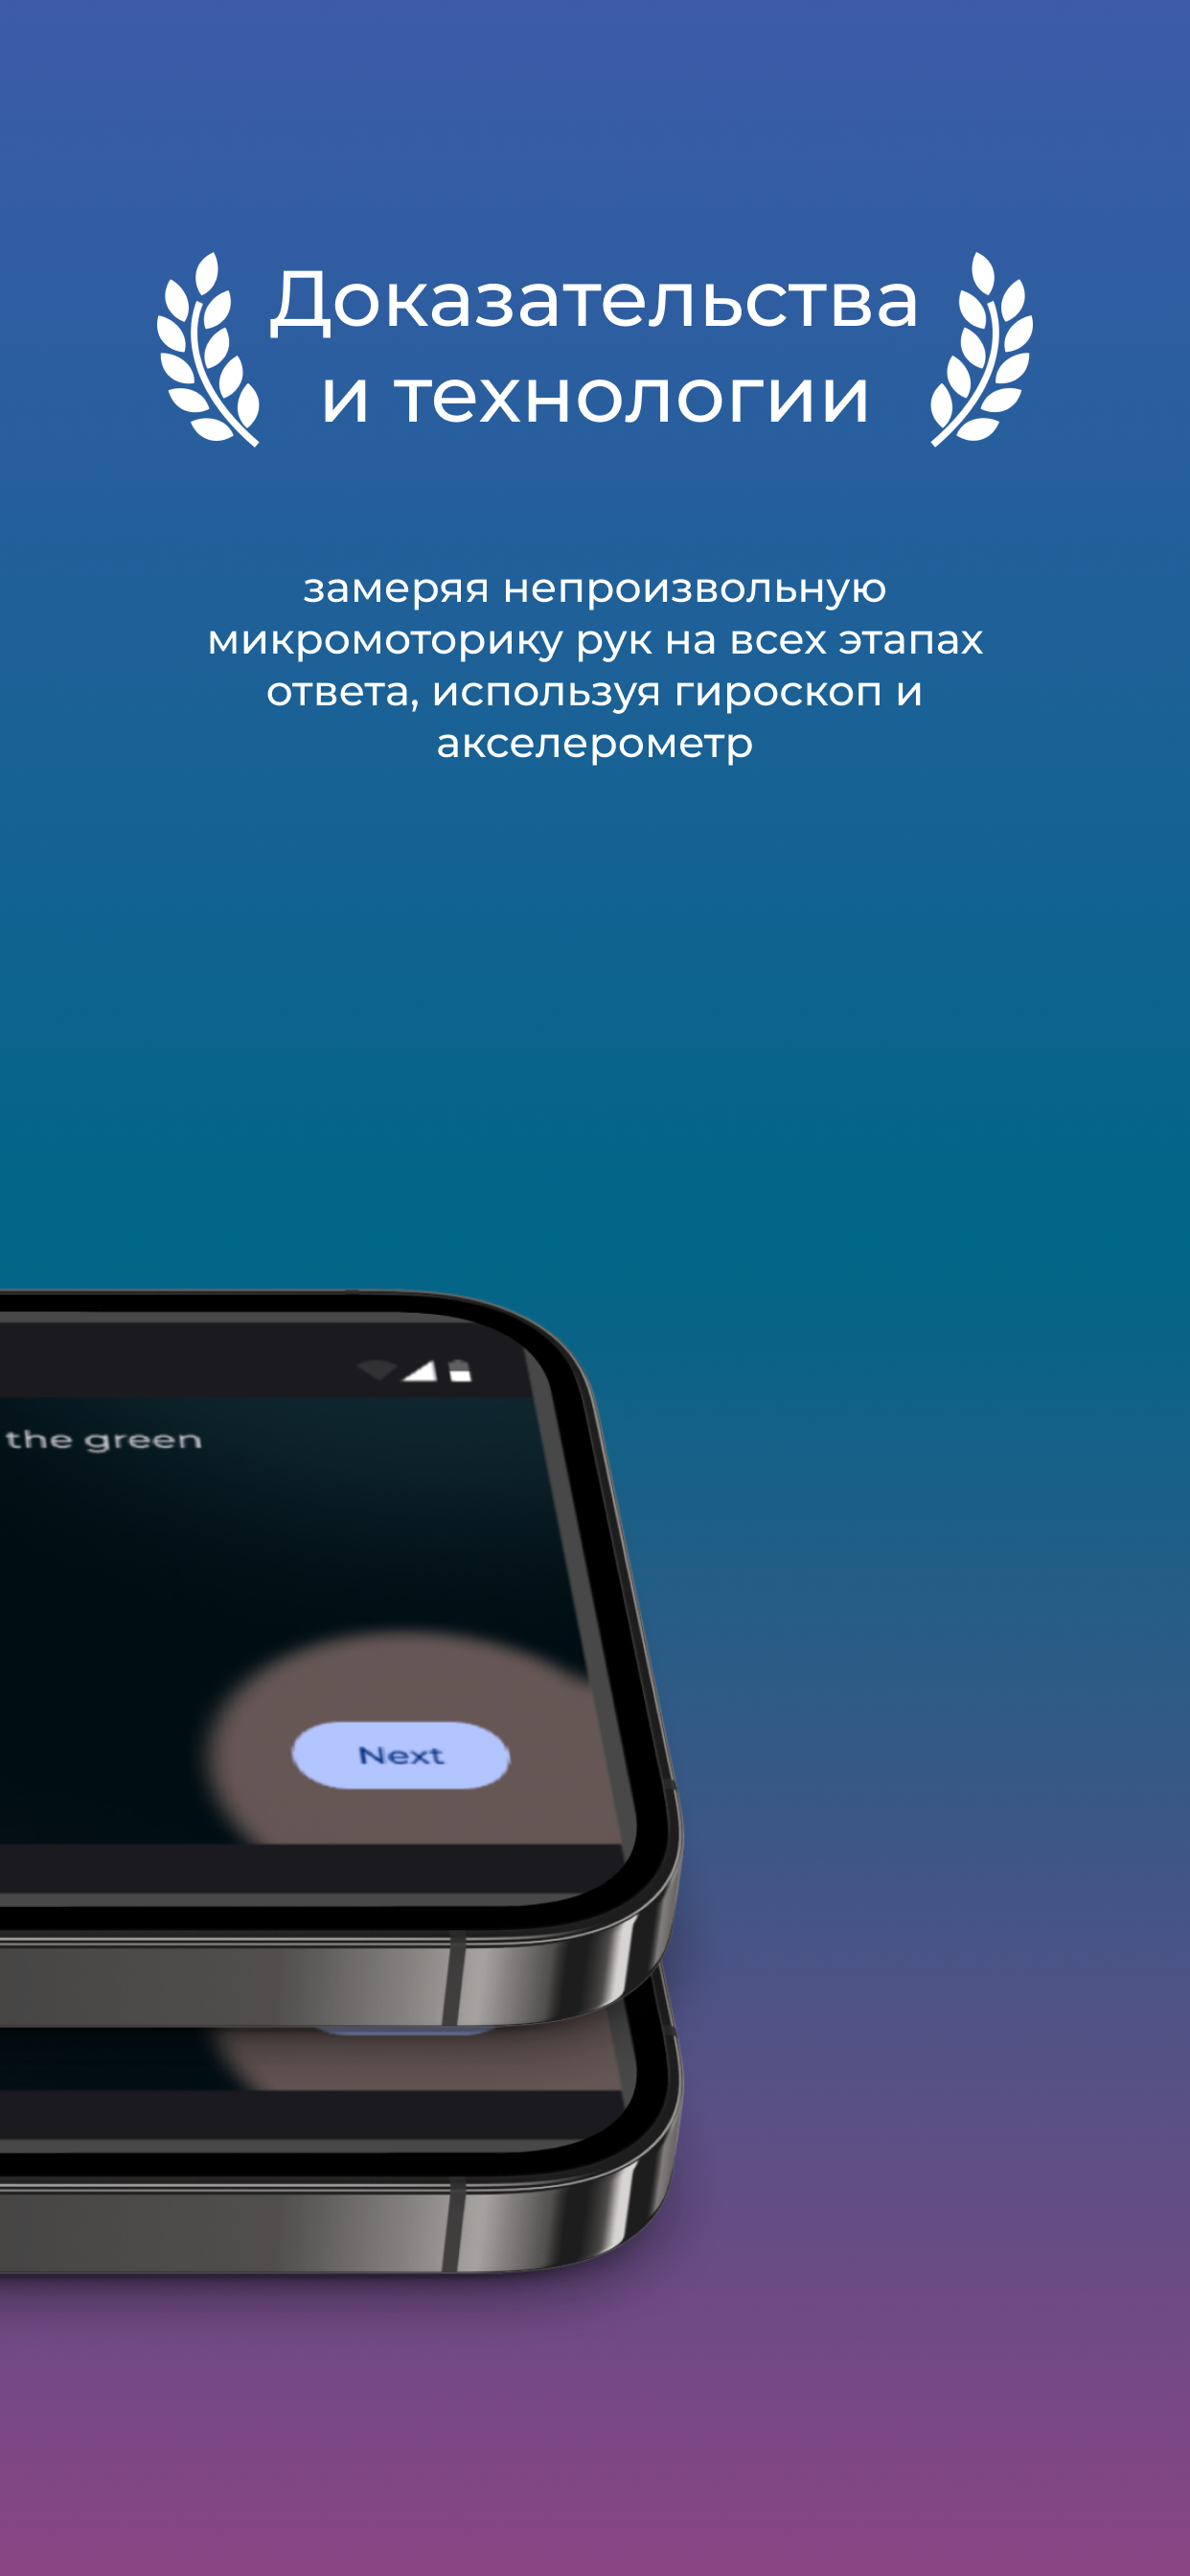 Доказательства
и технологии
замеряя непроизвольную
микромоторику рук на всех этапах
ответа, используя гироскоп и
акселерометр
the green
Next